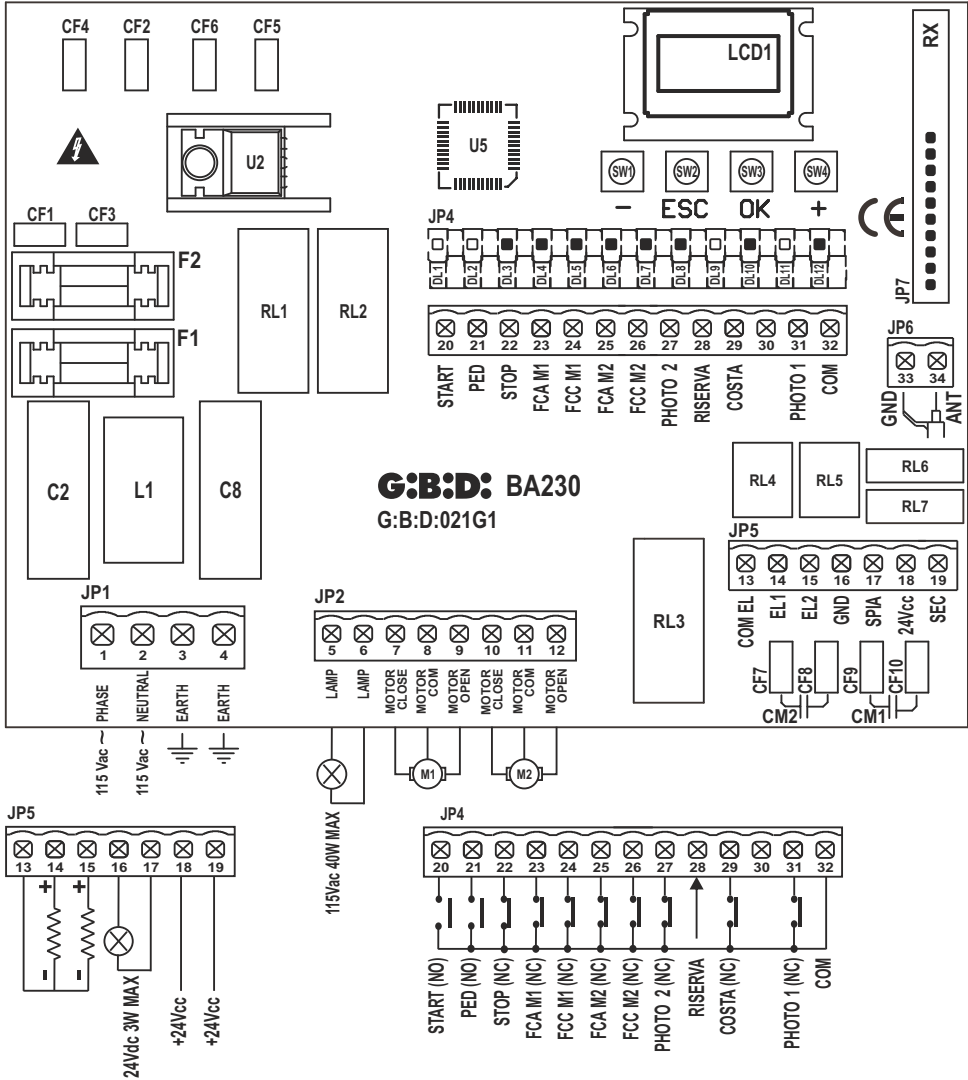 CF4 CF2 CF6 CF5
LCD1
RX
U2
U5
SW1 SW2 SW3 SW4
- ESC OK +
CF1 CF3
JP4
DL1 DL2 DL3 DL4 DL5 DL6 DL7 DL8 DL9 DL10 DL11 DL12
CE
JP7
F2
F1
RL1 RL2
20 21 22 23 24 25 26 27 28 29 30 31 32
START
PED
STOP
FCA M1
FCC M1
FCA M2
FCC M2
PHOTO 2
RISERVA
COSTA
PHOTO 1
COM
JP6
33 34
GND
ANT
C2 L1 C8
G:B:D: BA230
G:B:D:021G1
RL4 RL5 RL6
RL7
RL3
JP5
13 14 15 16 17 18 19
COM EL
EL1
EL2
GND
SPIA
24Vcc
SEC
CF7 CF8 CF9 CF10
CM2 CM1
JP1
1 2 3 4
115 Vac ~ PHASE
115 Vac ~ NEUTRAL
EARTH
EARTH
JP2
5 6 7 8 9 10 11 12
LAMP
LAMP
MOTOR CLOSE
MOTOR COM
MOTOR OPEN
MOTOR CLOSE
MOTOR COM
MOTOR OPEN
M1 M2
115Vac 40W MAX
JP5
13 14 15 16 17 18 19
+ +
- -
24Vdc 3W MAX
+24Vcc
+24Vcc
JP4
20 21 22 23 24 25 26 27 28 29 30 31 32
START (NO)
PED (NO)
STOP (NC)
FCA M1 (NC)
FCC M1 (NC)
FCA M2 (NC)
FCC M2 (NC)
PHOTO 2 (NC)
RISERVA
COSTA (NC)
PHOTO 1 (NC)
COM